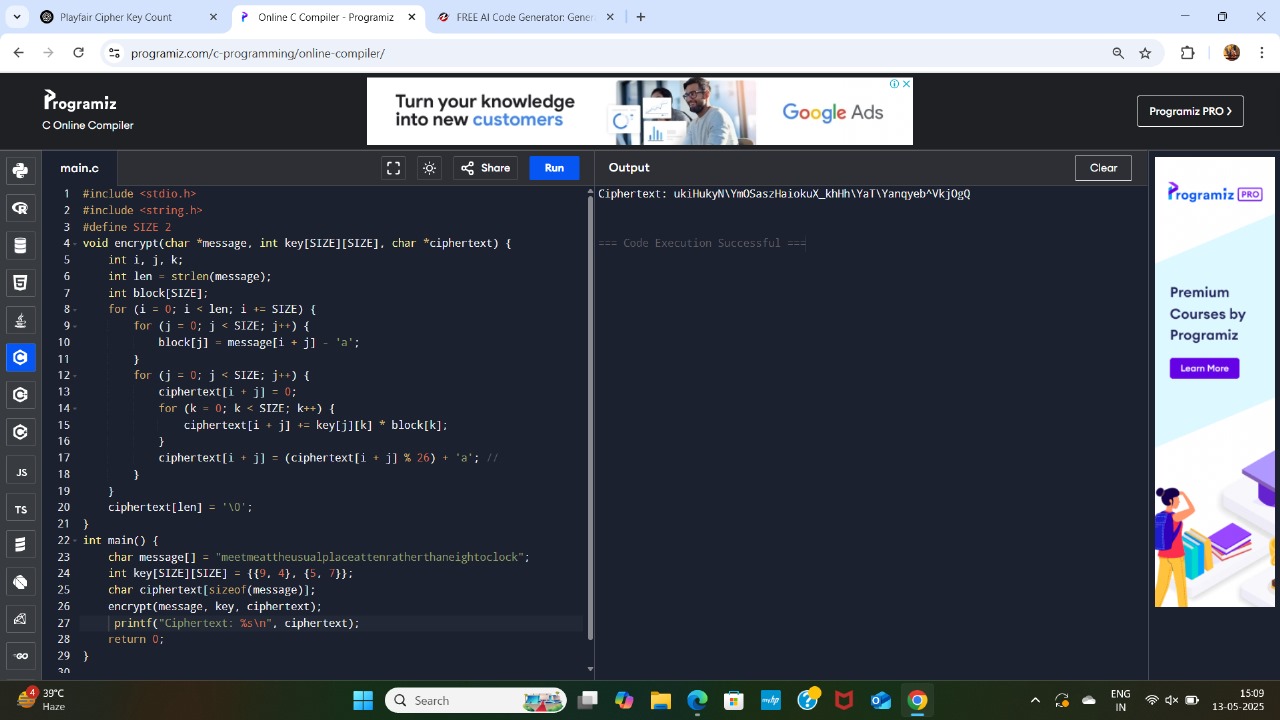 Playfair Cipher Key Count
Online C Compiler - Programiz
FREE AI Code Generator: Gener
programiz.com/c-programming/online-compiler/
Programiz
C Online Compiler
Turn your knowledge
into new customers
Google Ads
Programiz PRO
main.c
Share
Run
Output
Clear
1 #include <stdio.h>
2 #include <string.h>
3 #define SIZE 2
4 void encrypt(char *message, int key[SIZE][SIZE], char *ciphertext) {
5 int i, j, k;
6 int len = strlen(message);
7 int block[SIZE];
8 for (i = 0; i < len; i += SIZE) {
9 for (j = 0; j < SIZE; j++) {
10 block[j] = message[i + j] - 'a';
11 }
12 for (j = 0; j < SIZE; j++) {
13 ciphertext[i + j] = 0;
14 for (k = 0; k < SIZE; k++) {
15 ciphertext[i + j] += key[j][k] * block[k];
16 }
17 ciphertext[i + j] = (ciphertext[i + j] % 26) + 'a'; //
18 }
19 }
20 ciphertext[len] = '\0';
21 }
22 int main() {
23 char message[] = "meetmeattheusualplaceattenratherthaneightoclock";
24 int key[SIZE][SIZE] = {{9, 4}, {5, 7}};
25 char ciphertext[sizeof(message)];
26 encrypt(message, key, ciphertext);
27 printf("Ciphertext: %s\n", ciphertext);
28 return 0;
29 }
30
Ciphertext: ukiHukyN\YmOSaszHaiokuX_khHh\YaT\Yanqyeb^VkjOgQ
=== Code Execution Successful ===
JS
TS
GO
Programiz PRO
Premium
Courses by
Programiz
Learn More
4
39°C
Haze
Search
ENG
IN
15:09
13-05-2025